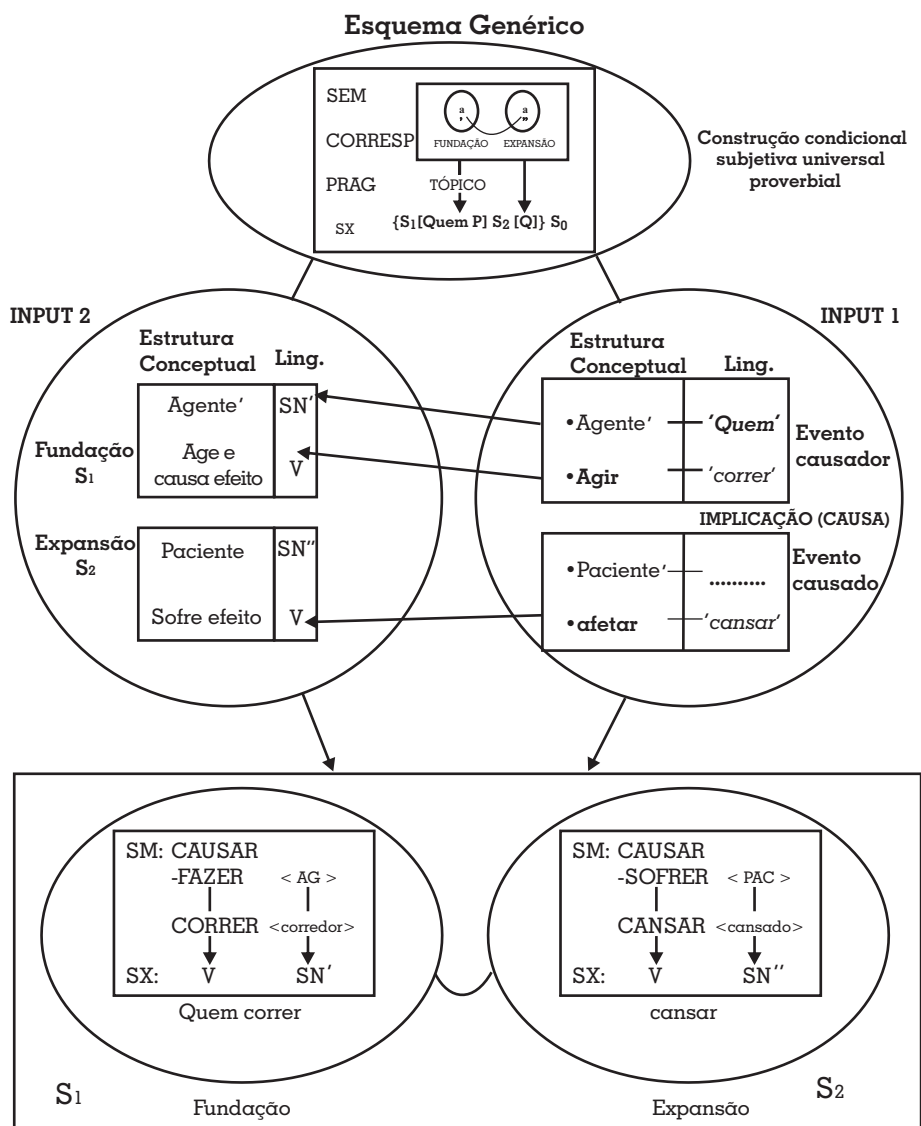 Esquema Genérico
SEM
a
,
a
,,
CORRESP
FUNDAÇÃO EXPANSÃO
PRAG
TÓPICO
SX
{S1[Quem P] S2 [Q]} S0
Construção condicional
subjetiva universal
proverbial
INPUT 2
Estrutura
Conceptual
Ling.
Agente'
SN'
Fundação
S1
Age e
causa efeito
V
Expansão
S2
Paciente
SN''
Sofre efeito
V
INPUT 1
Estrutura
Conceptual
Ling.
•Agente'
'Quem'
Evento
causador
•Agir
'correr'
IMPLICAÇÃO (CAUSA)
•Paciente'
..........
Evento
causado
•afetar
'cansar'
SM: CAUSAR
-FAZER < AG >
CORRER <corredor>
SX: V SN'
Quem correr
S1
Fundação
SM: CAUSAR
-SOFRER < PAC >
CANSAR <cansado>
SX: V SN''
cansar
S2
Expansão